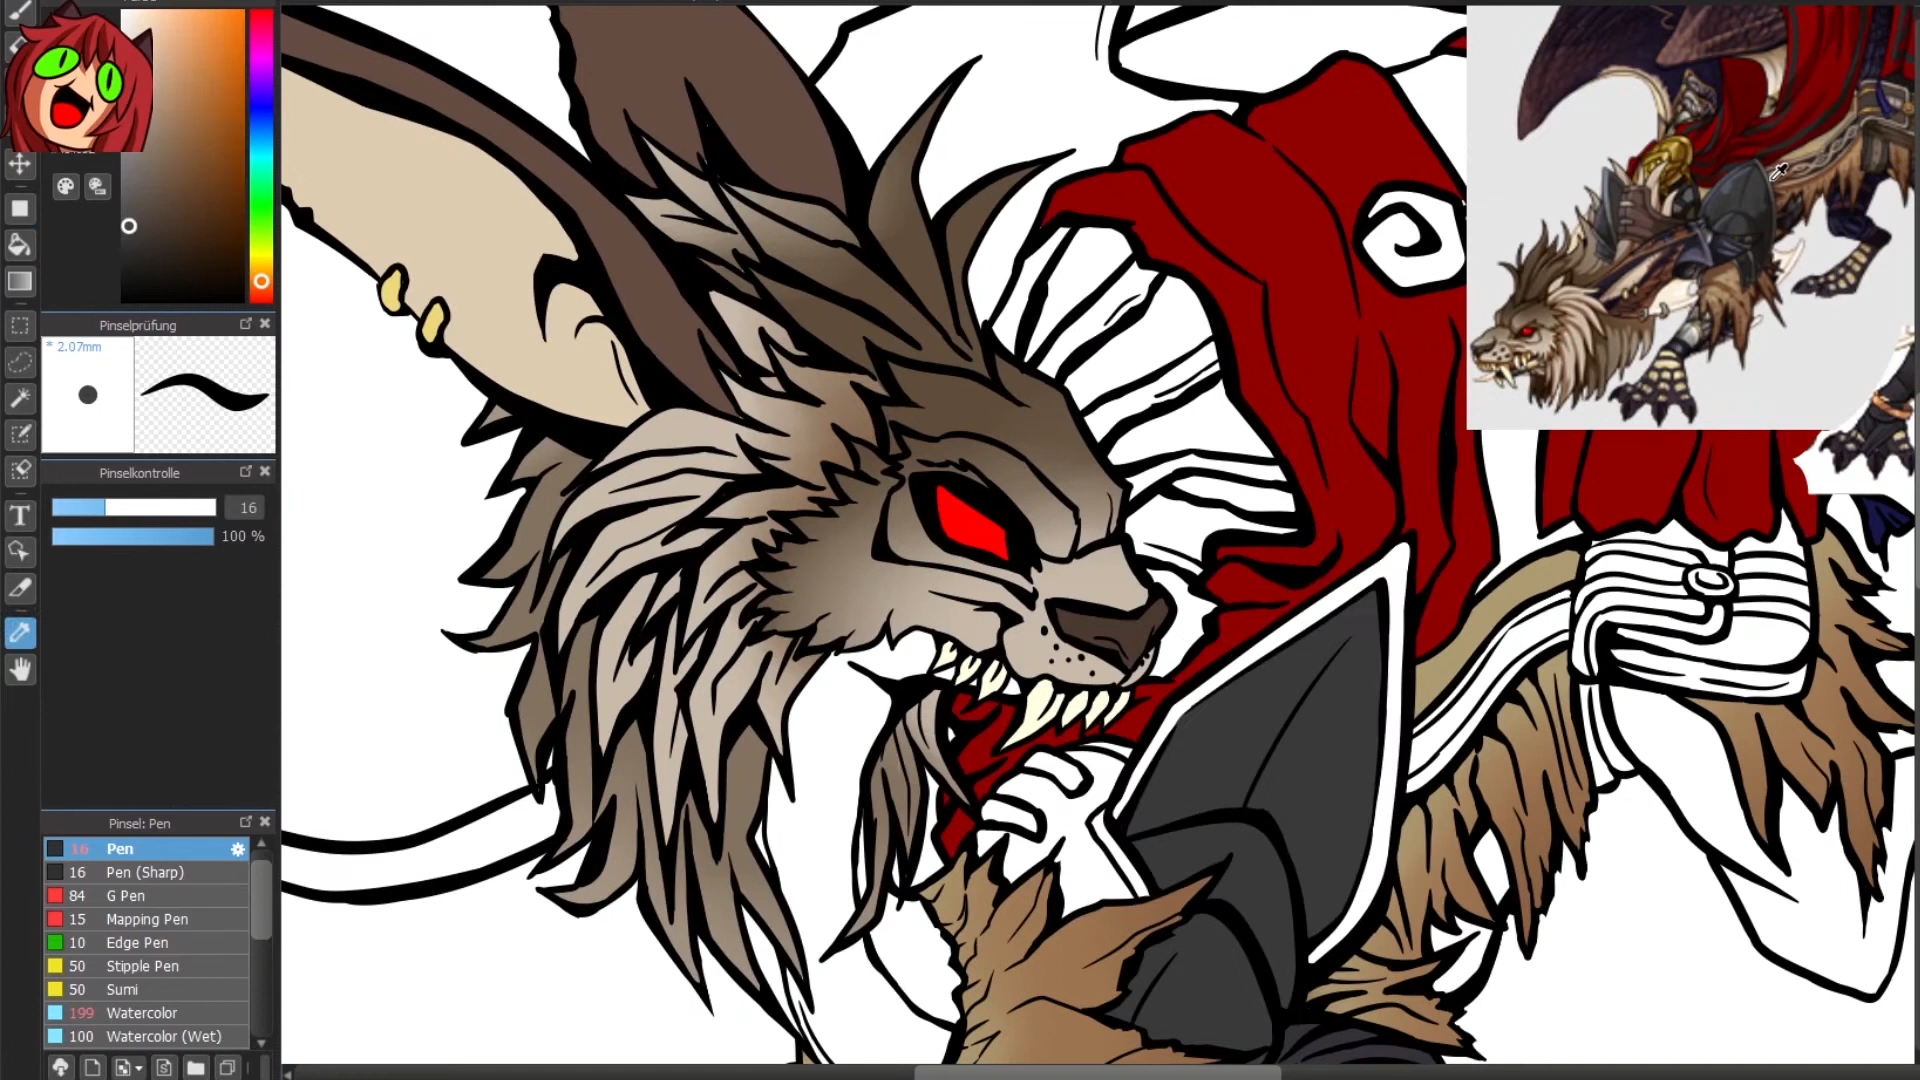 Pinselprüfung
* 2.07mm
Pinselkontrolle
16
100 %
Pinsel: Pen
16 Pen
16 Pen (Sharp)
84 G Pen
15 Mapping Pen
10 Edge Pen
50 Stipple Pen
50 Sumi
199 Watercolor
100 Watercolor (Wet)